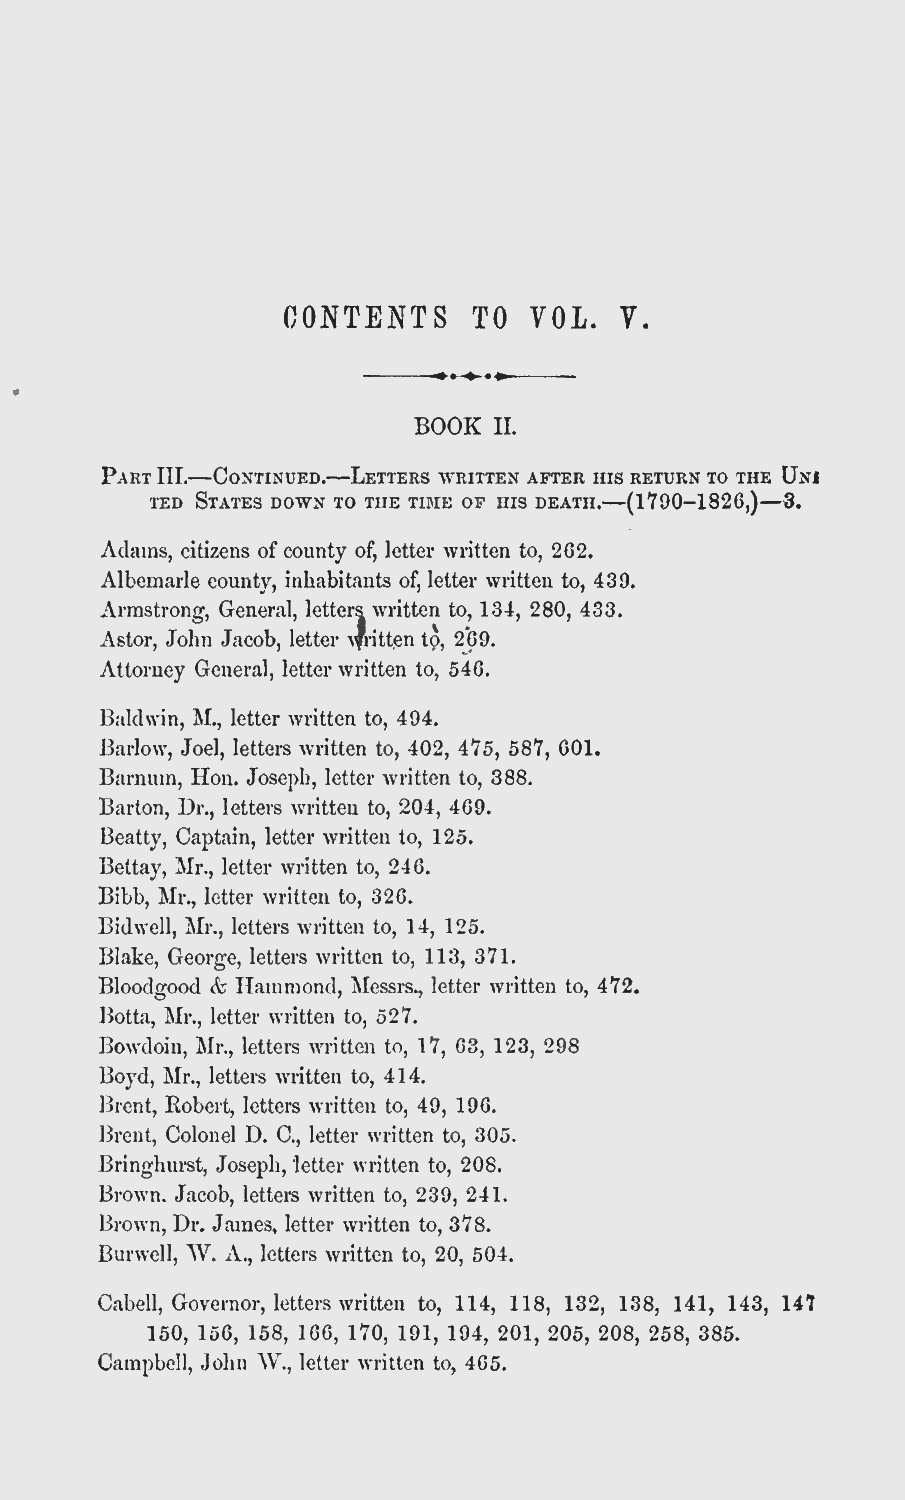 CONTENTS TO VOL. V.
BOOK II.
PART III.—CONTINUED.—LETTERS WRITTEN AFTER HIS RETURN TO THE UNI
TED STATES DOWN TO THE TIME OF HIS DEATH.—(1790–1826,)—3.
Adams, citizens of county of, letter written to, 262.
Albemarle county, inhabitants of, letter written to, 439.
Armstrong, General, letters written to, 134, 280, 433.
Astor, John Jacob, letter written to, 269.
Attorney General, letter written to, 546.
Baldwin, M., letter written to, 494.
Barlow, Joel, letters written to, 402, 475, 587, 601.
Barnum, Hon. Joseph, letter written to, 388.
Barton, Dr., letters written to, 204, 469.
Beatty, Captain, letter written to, 125.
Bettay, Mr., letter written to, 246.
Bibb, Mr., letter written to, 326.
Bidwell, Mr., letters written to, 14, 125.
Blake, George, letters written to, 113, 371.
Bloodgood & Hammond, Messrs., letter written to, 472.
Botta, Mr., letter written to, 527.
Bowdoin, Mr., letters written to, 17, 63, 123, 298
Boyd, Mr., letters written to, 414.
Brent, Robert, letters written to, 49, 196.
Brent, Colonel D. C., letter written to, 305.
Bringhurst, Joseph, letter written to, 208.
Brown. Jacob, letters written to, 239, 241.
Brown, Dr. James, letter written to, 378.
Burwell, W. A., letters written to, 20, 504.
Cabell, Governor, letters written to, 114, 118, 132, 138, 141, 143, 147
150, 156, 158, 166, 170, 191, 194, 201, 205, 208, 258, 385.
Campbell, John W., letter written to, 465.